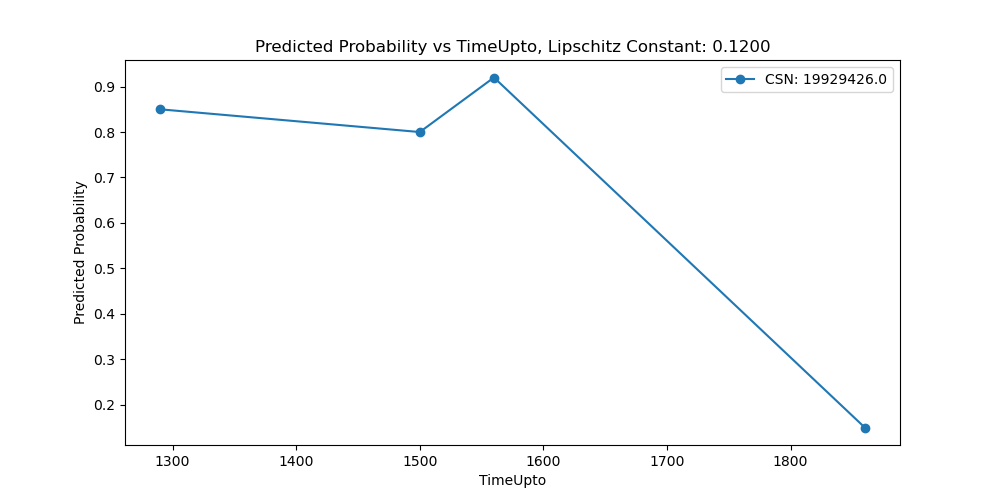 Predicted Probability vs TimeUpto, Lipschitz Constant: 0.1200
CSN: 19929426.0
Predicted Probability
0.9
0.8
0.7
0.6
0.5
0.4
0.3
0.2
1300 1400 1500 1600 1700 1800
TimeUpto